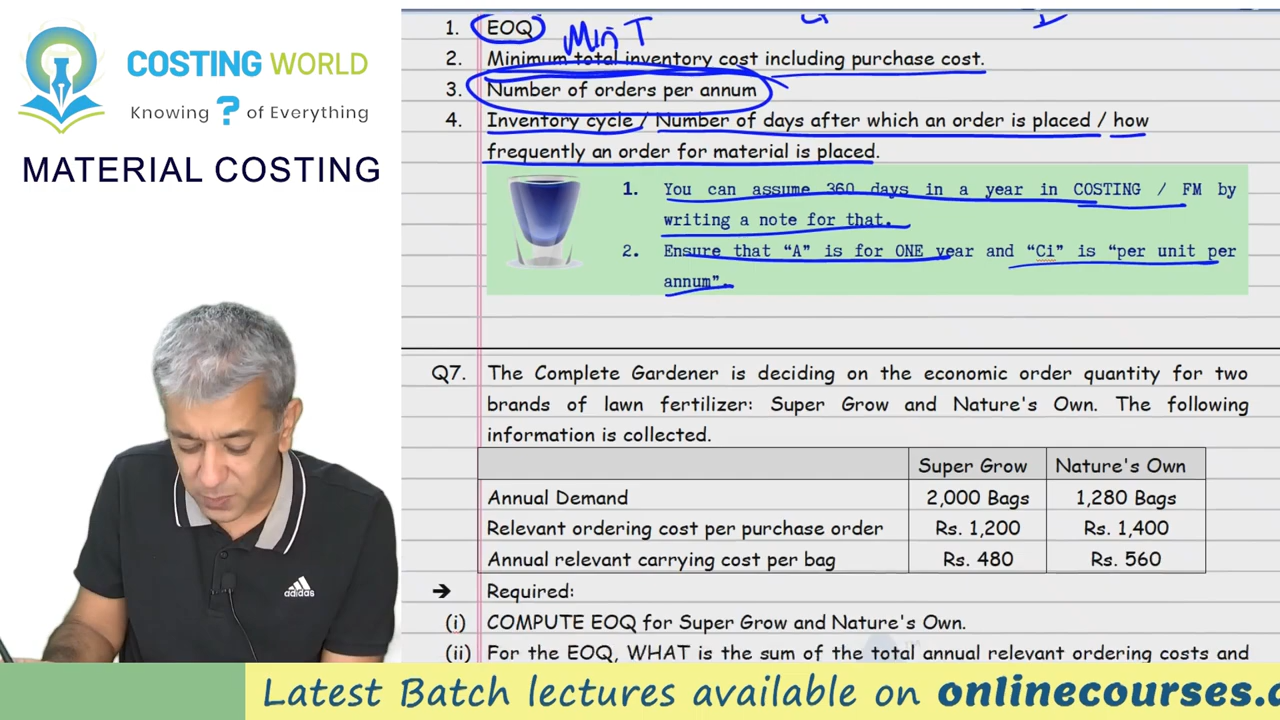 COSTING WORLD
Knowing ? of Everything
MATERIAL COSTING
adidas
1. EOQ
Min T
2. Minimum total inventory cost including purchase cost.
3. Number of orders per annum
4. Inventory cycle / Number of days after which an order is placed / how
frequently an order for material is placed.
1. You can assume 360 days in a year in COSTING / FM by
writing a note for that.
2. Ensure that “A” is for ONE year and “Ci” is “per unit per
annum”.
Q7. The Complete Gardener is deciding on the economic order quantity for two
brands of lawn fertilizer: Super Grow and Nature's Own. The following
information is collected.
Super Grow Nature's Own
Annual Demand 2,000 Bags 1,280 Bags
Relevant ordering cost per purchase order Rs. 1,200 Rs. 1,400
Annual relevant carrying cost per bag Rs. 480 Rs. 560
➔ Required:
(i) COMPUTE EOQ for Super Grow and Nature's Own.
(ii) For the EOQ, WHAT is the sum of the total annual relevant ordering costs and
Latest Batch lectures available on onlinecourses.